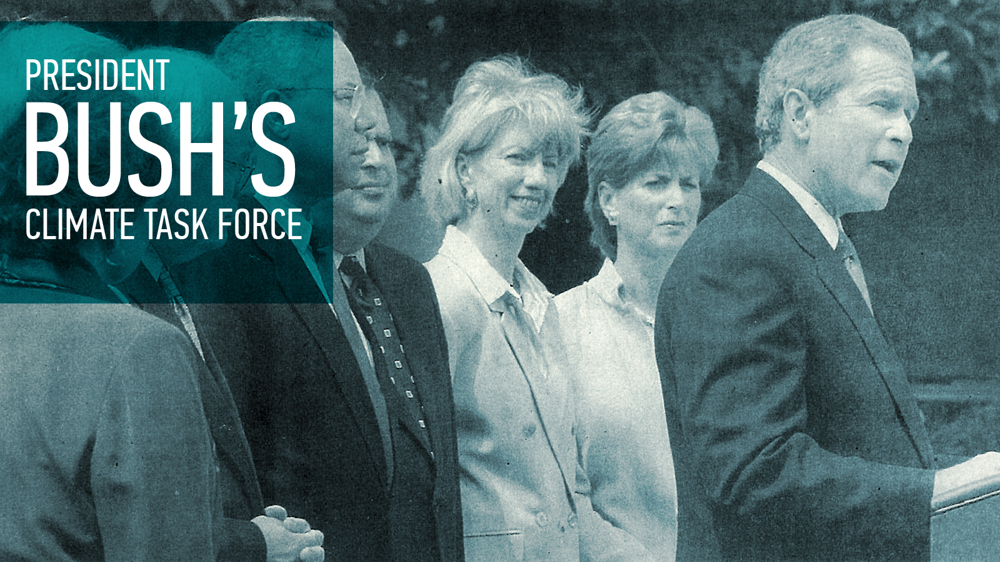 PRESIDENT
BUSH’S
CLIMATE TASK FORCE